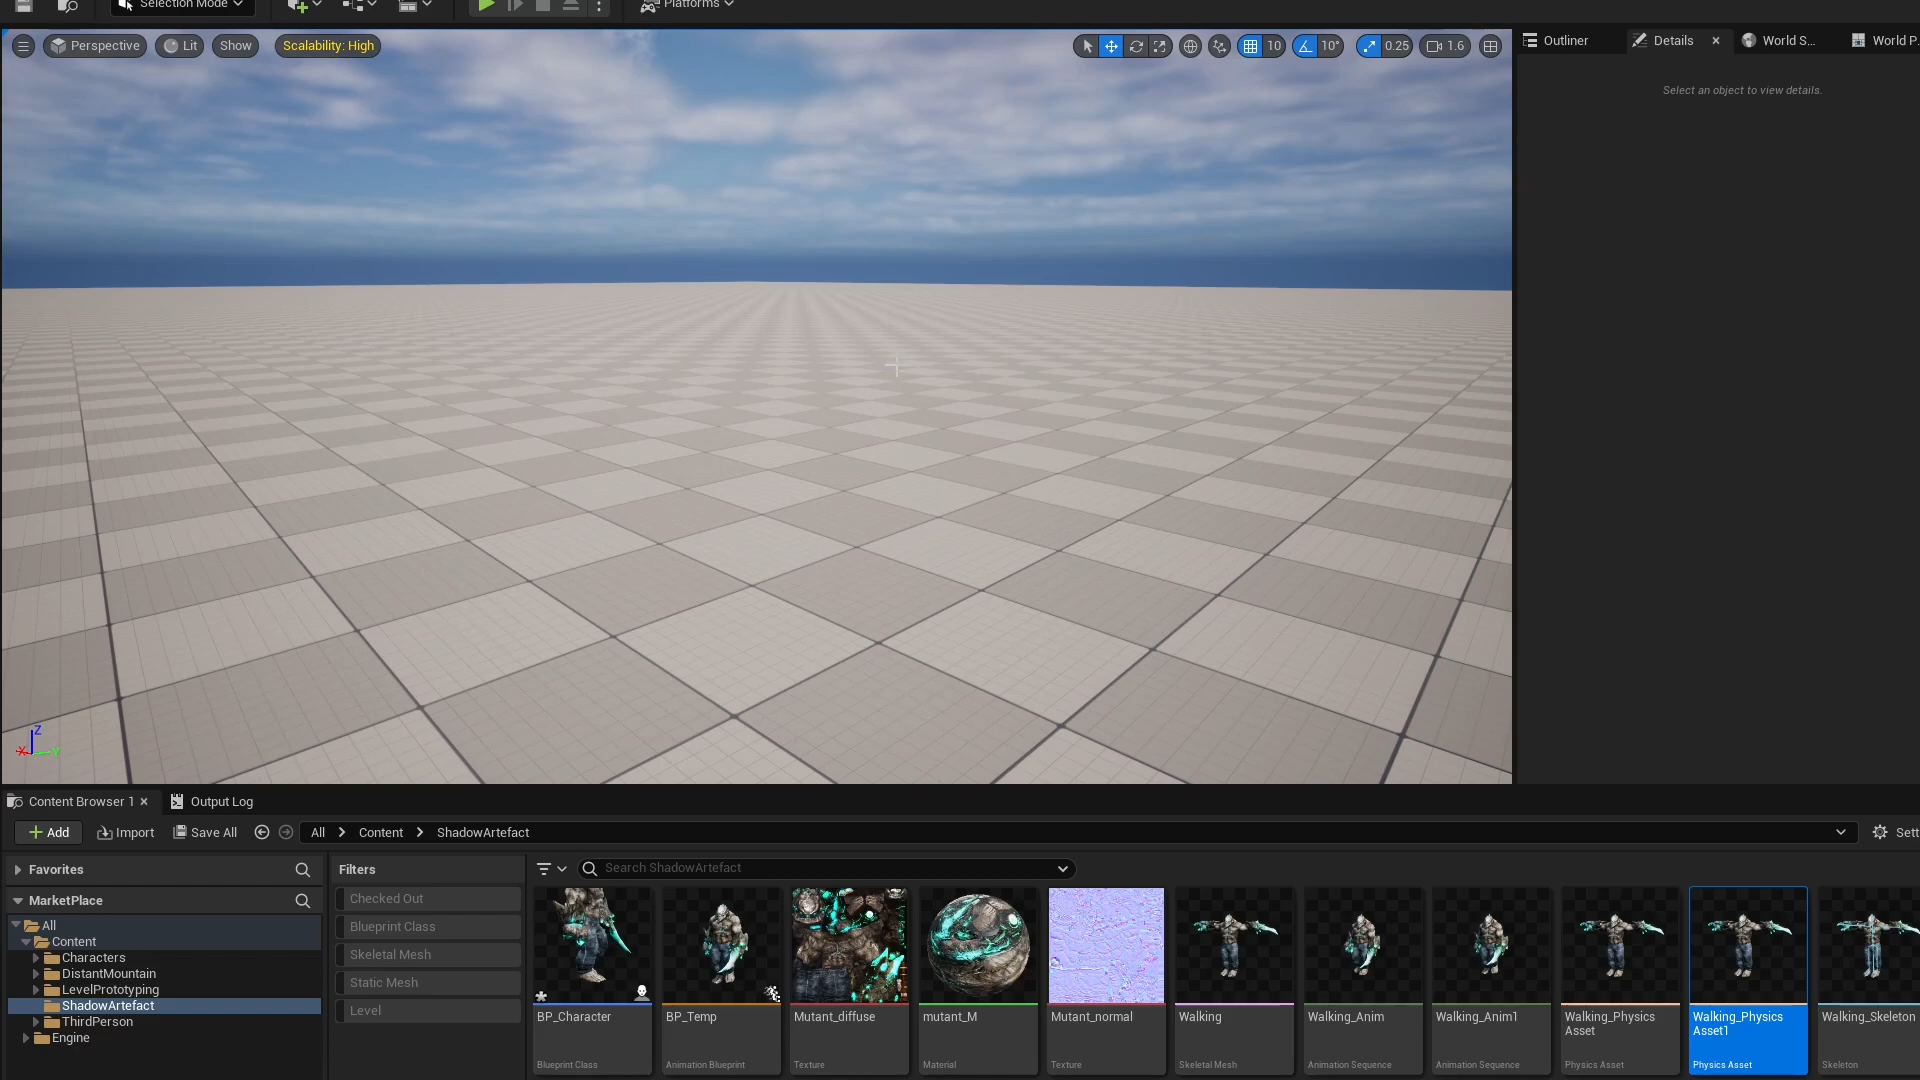 Selection Mode
Platforms
Perspective
Lit
Show
Scalability: High
10
10°
0.25
1.6
Outliner
Details
World S...
World P
Select an object to view details.
X
Y
Z
Content Browser 1
Output Log
Add
Import
Save All
All
Content
ShadowArtefact
Sett
Favorites
MarketPlace
All
Content
Characters
DistantMountain
LevelPrototyping
ShadowArtefact
ThirdPerson
Engine
Filters
Checked Out
Blueprint Class
Skeletal Mesh
Static Mesh
Level
Search ShadowArtefact
BP_Character
Blueprint Class
BP_Temp
Animation Blueprint
Mutant_diffuse
Texture
mutant_M
Material
Mutant_normal
Texture
Walking
Skeletal Mesh
Walking_Anim
Animation Sequence
Walking_Anim1
Animation Sequence
Walking_Physics
Asset
Physics Asset
Walking_Physics
Asset1
Physics Asset
Walking_Skeleton
Skeleton